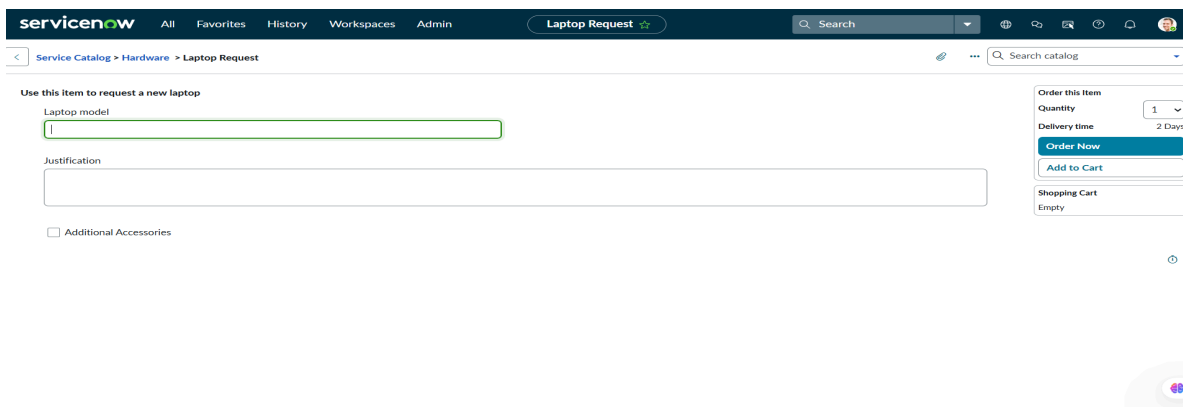 servicenow All Favorites History Workspaces Admin Laptop Request Search
Service Catalog > Hardware > Laptop Request Search catalog
Use this item to request a new laptop
Laptop model
Justification
Additional Accessories
Order this Item
Quantity 1
Delivery time 2 Days
Order Now
Add to Cart
Shopping Cart
Empty